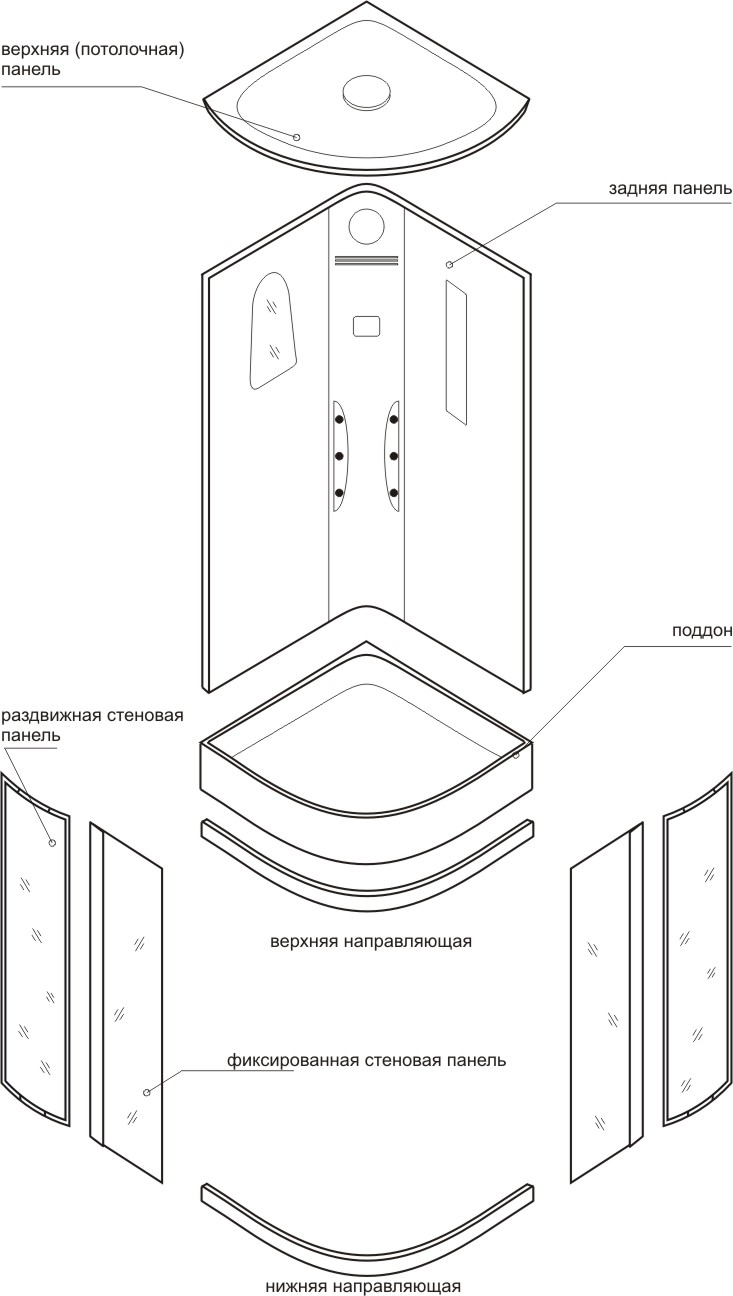 верхняя (потолочная)
панель
задняя панель
поддон
раздвижная стеновая
панель
верхняя направляющая
фиксированная стеновая панель
нижняя направляющая